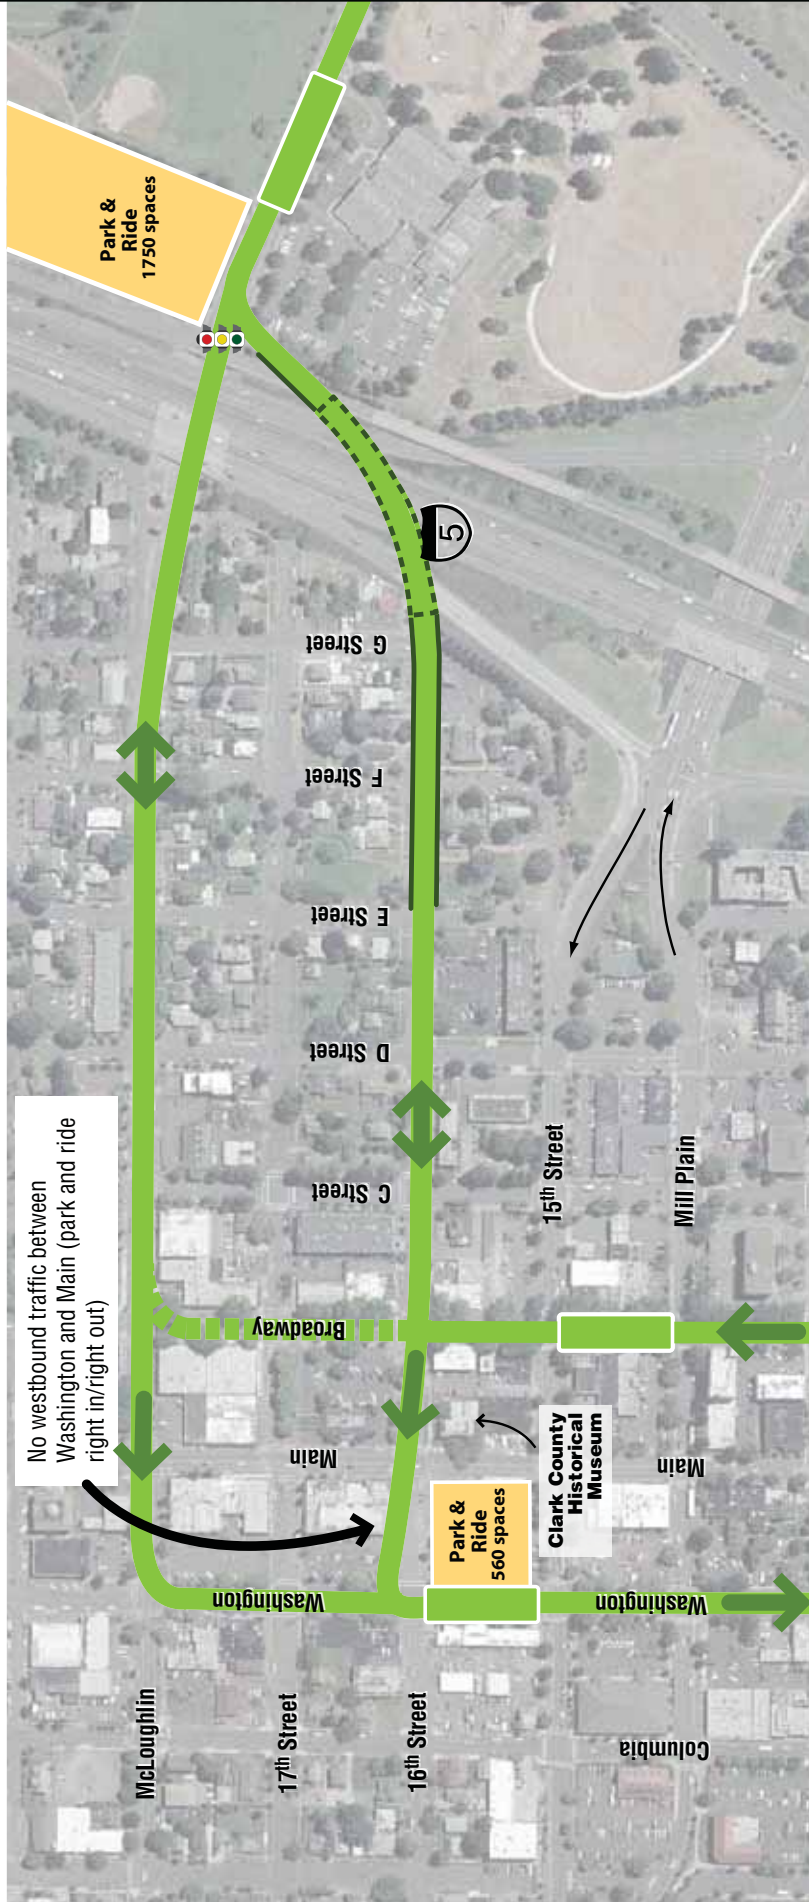 No westbound traffic between
Washington and Main (park and ride
right in/right out)
Park &
Ride
1750 spaces
5
G Street
F Street
E Street
D Street
C Street
Broadway
Main
Washington
McLoughlin
17th Street
16th Street
15th Street
Mill Plain
Park &
Ride
560 spaces
Clark County
Historical
Museum
Main
Washington
Columbia